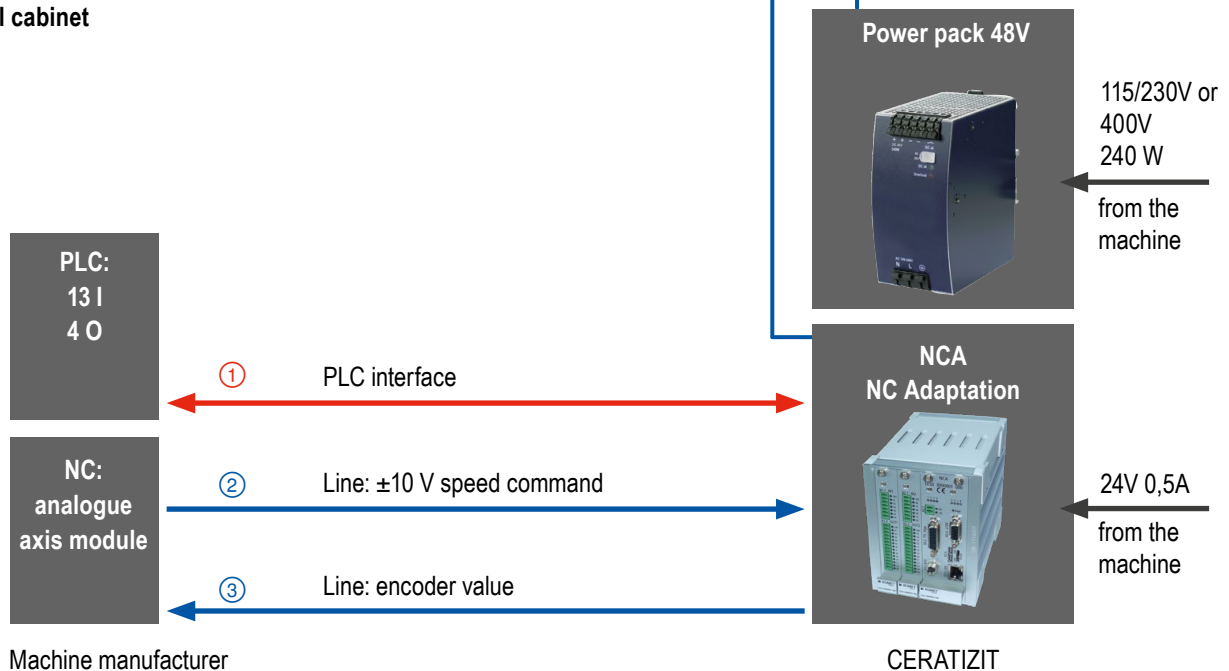 l cabinet
Power pack 48V
115/230V or
400V
240 W
from the
machine
PLC:
13 I
4 O
① PLC interface
NCA
NC Adaptation
NC:
analogue
axis module
② Line: ±10 V speed command
24V 0,5A
from the
machine
③ Line: encoder value
Machine manufacturer
CERATIZIT